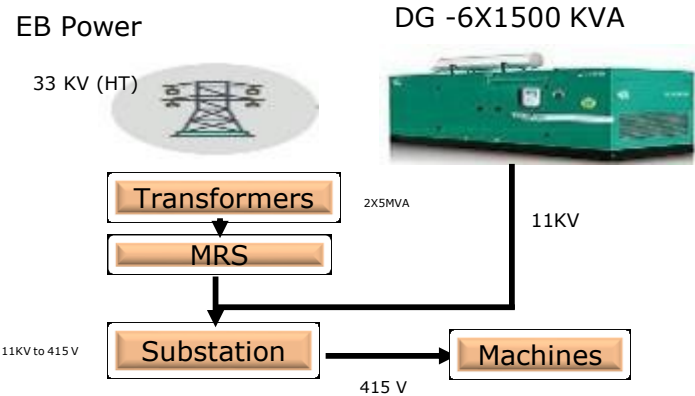 EB Power
DG -6X1500 KVA
33 KV (HT)
Transformers
2X5MVA
11KV
MRS
11KV to 415 V
Substation
Machines
415 V